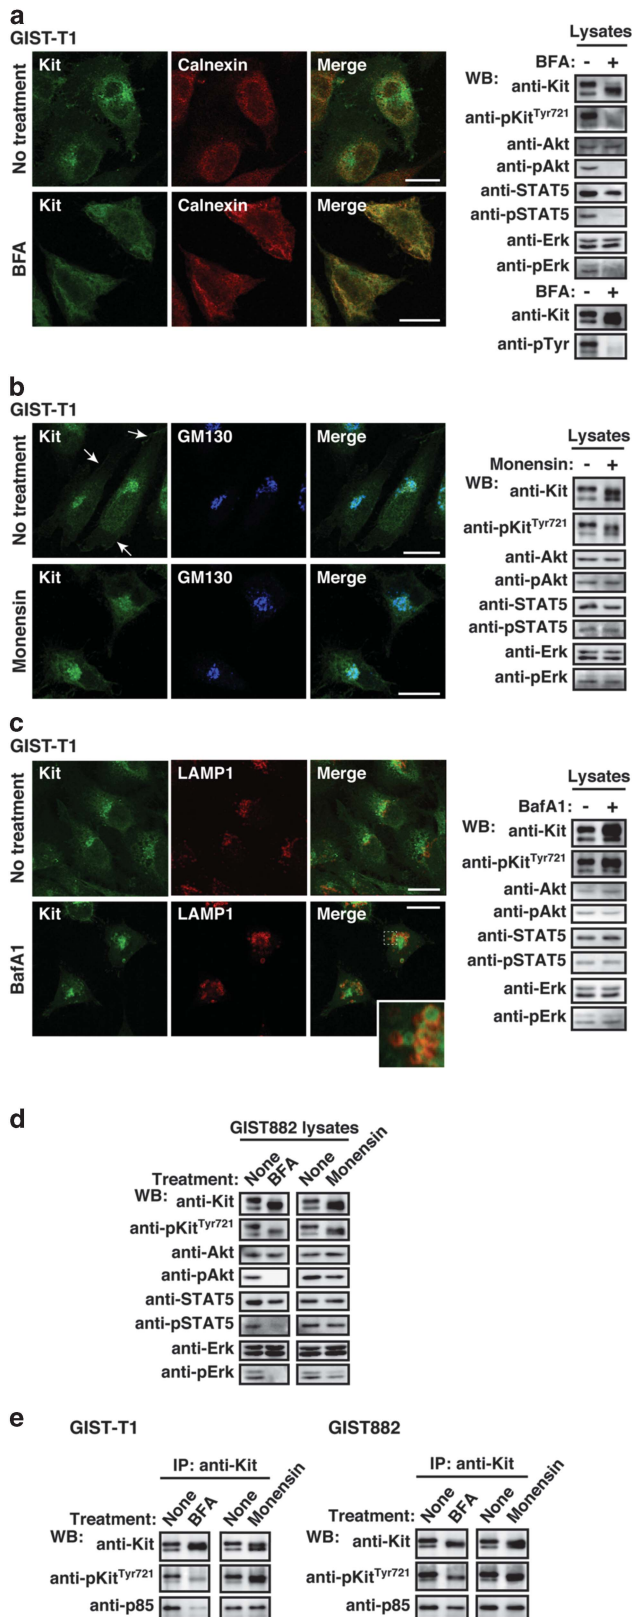 a
GIST-T1
No treatment
Kit
Calnexin
Merge
BFA
Kit
Calnexin
Merge
Lysates
BFA: - +
WB: anti-Kit
anti-pKitTyr721
anti-Akt
anti-pAkt
anti-STAT5
anti-pSTAT5
anti-Erk
anti-pErk
BFA: - +
anti-Kit
anti-pTyr
b
GIST-T1
No treatment
Kit
GM130
Merge
Monensin
Kit
GM130
Merge
Lysates
Monensin: - +
WB: anti-Kit
anti-pKitTyr721
anti-Akt
anti-pAkt
anti-STAT5
anti-pSTAT5
anti-Erk
anti-pErk
c
GIST-T1
No treatment
Kit
LAMP1
Merge
BafA1
Kit
LAMP1
Merge
Lysates
BafA1: - +
WB: anti-Kit
anti-pKitTyr721
anti-Akt
anti-pAkt
anti-STAT5
anti-pSTAT5
anti-Erk
anti-pErk
d
GIST882 lysates
Treatment: None BFA None Monensin
WB: anti-Kit
anti-pKitTyr721
anti-Akt
anti-pAkt
anti-STAT5
anti-pSTAT5
anti-Erk
anti-pErk
e
GIST-T1
IP: anti-Kit
Treatment: None BFA None Monensin
WB: anti-Kit
anti-pKitTyr721
anti-p85
GIST882
IP: anti-Kit
Treatment: None BFA None Monensin
WB: anti-Kit
anti-pKitTyr721
anti-p85